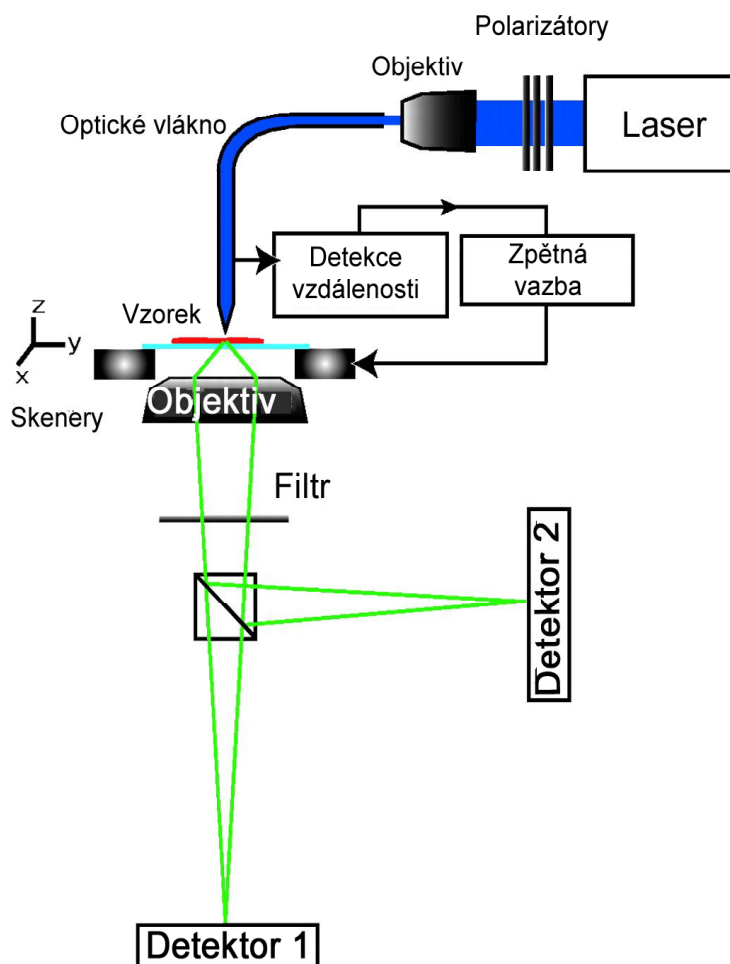 Polarizátory
Objektiv
Laser
Optické vlákno
Detekce
vzdálenosti
Zpětná
vazba
Vzorek
z
y
x
Objektiv
Skenery
Filtr
Detektor 2
Detektor 1